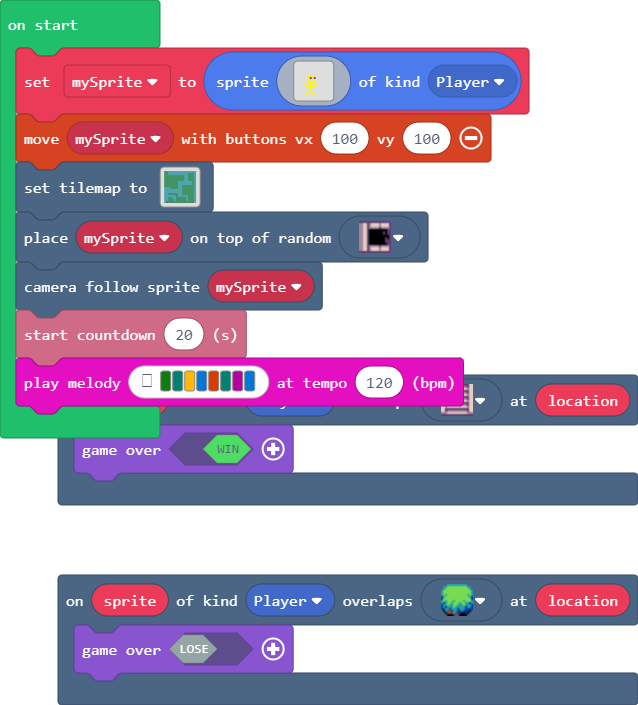 on start
set mySprite to sprite of kind Player
move mySprite with buttons vx 100 vy 100
set tilemap to
place mySprite on top of random
camera follow sprite mySprite
start countdown 20 (s)
play melody at tempo 120 (bpm)
at location
game over WIN
on sprite of kind Player overlaps at location
game over LOSE